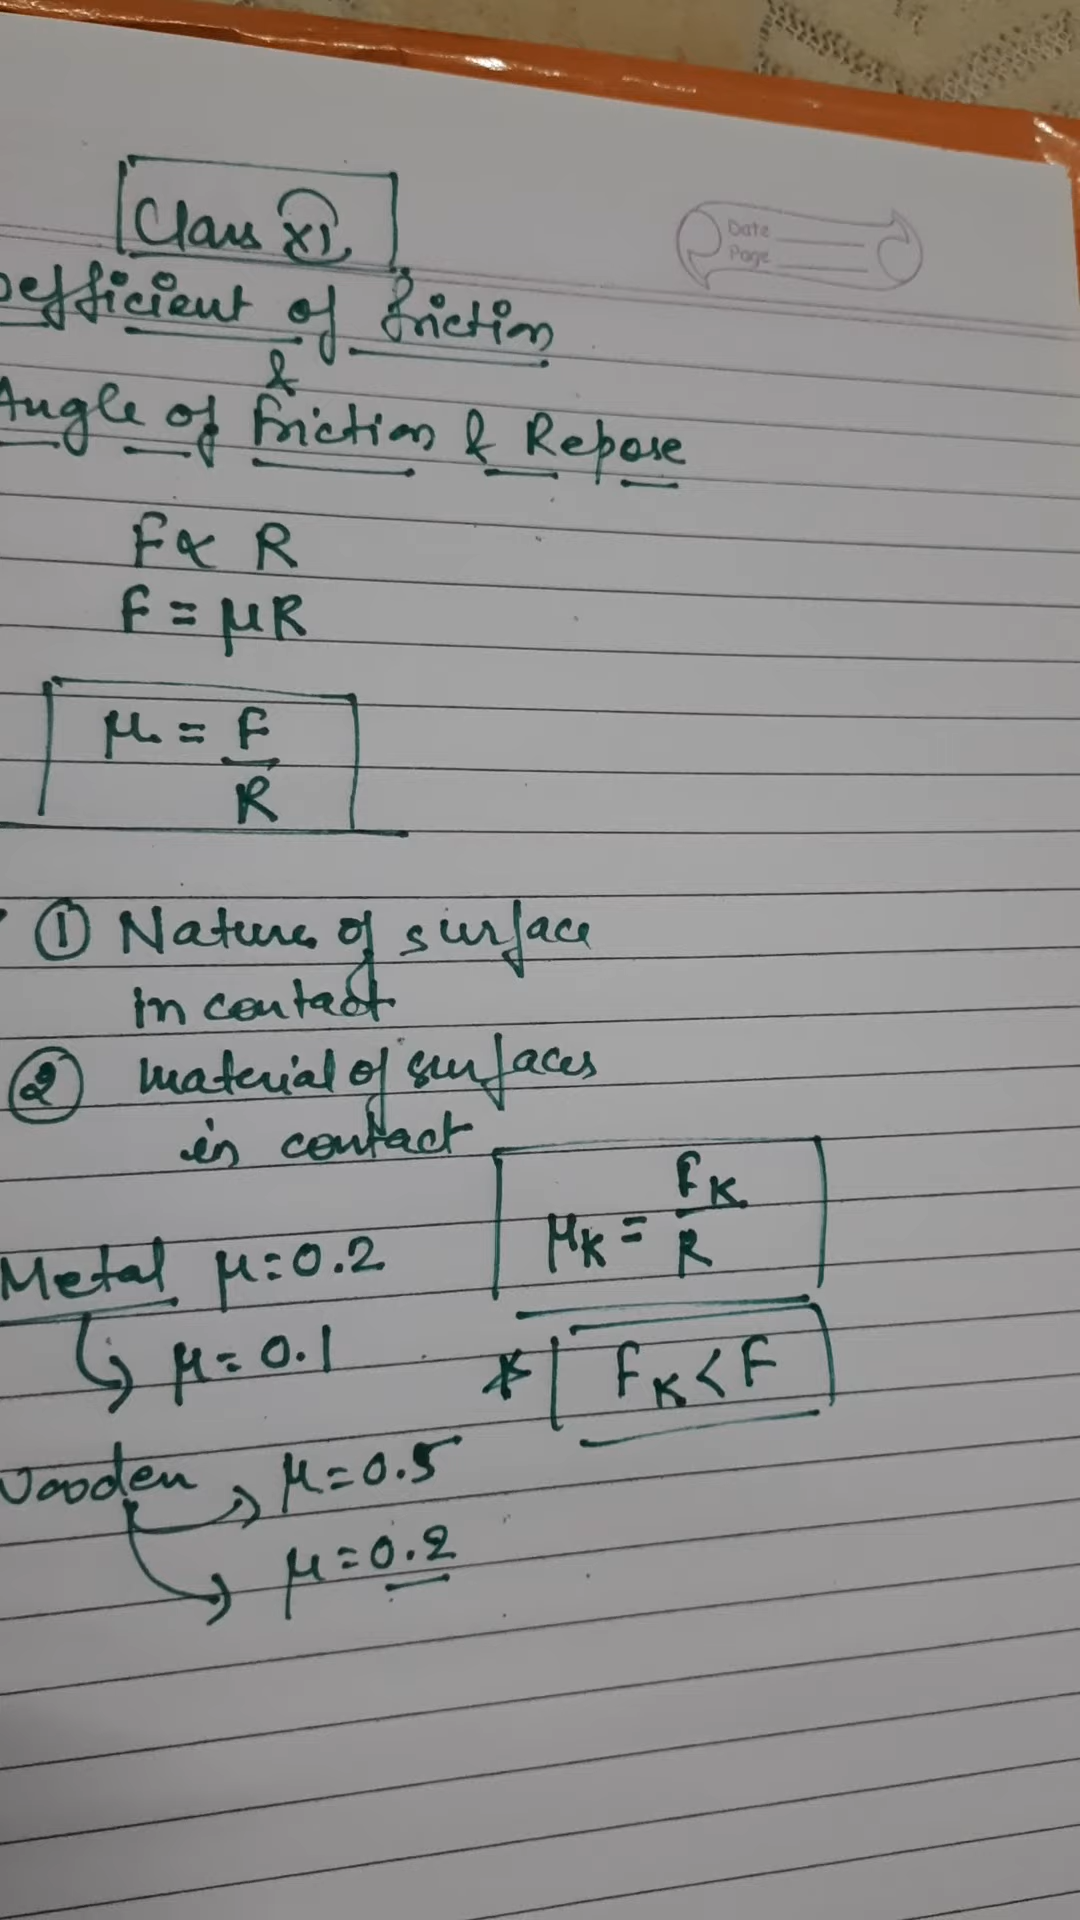 Class XI
Date
Page
oefficient of friction
&
Angle of friction & Repose
F ∝ R
F = μR
μ = F/R
① Nature of surface
in contact
② material of surfaces
in contact
μK = FK/R
Metal μ=0.2
μ=0.1
* FK < F
Wooden → μ=0.5
μ=0.2